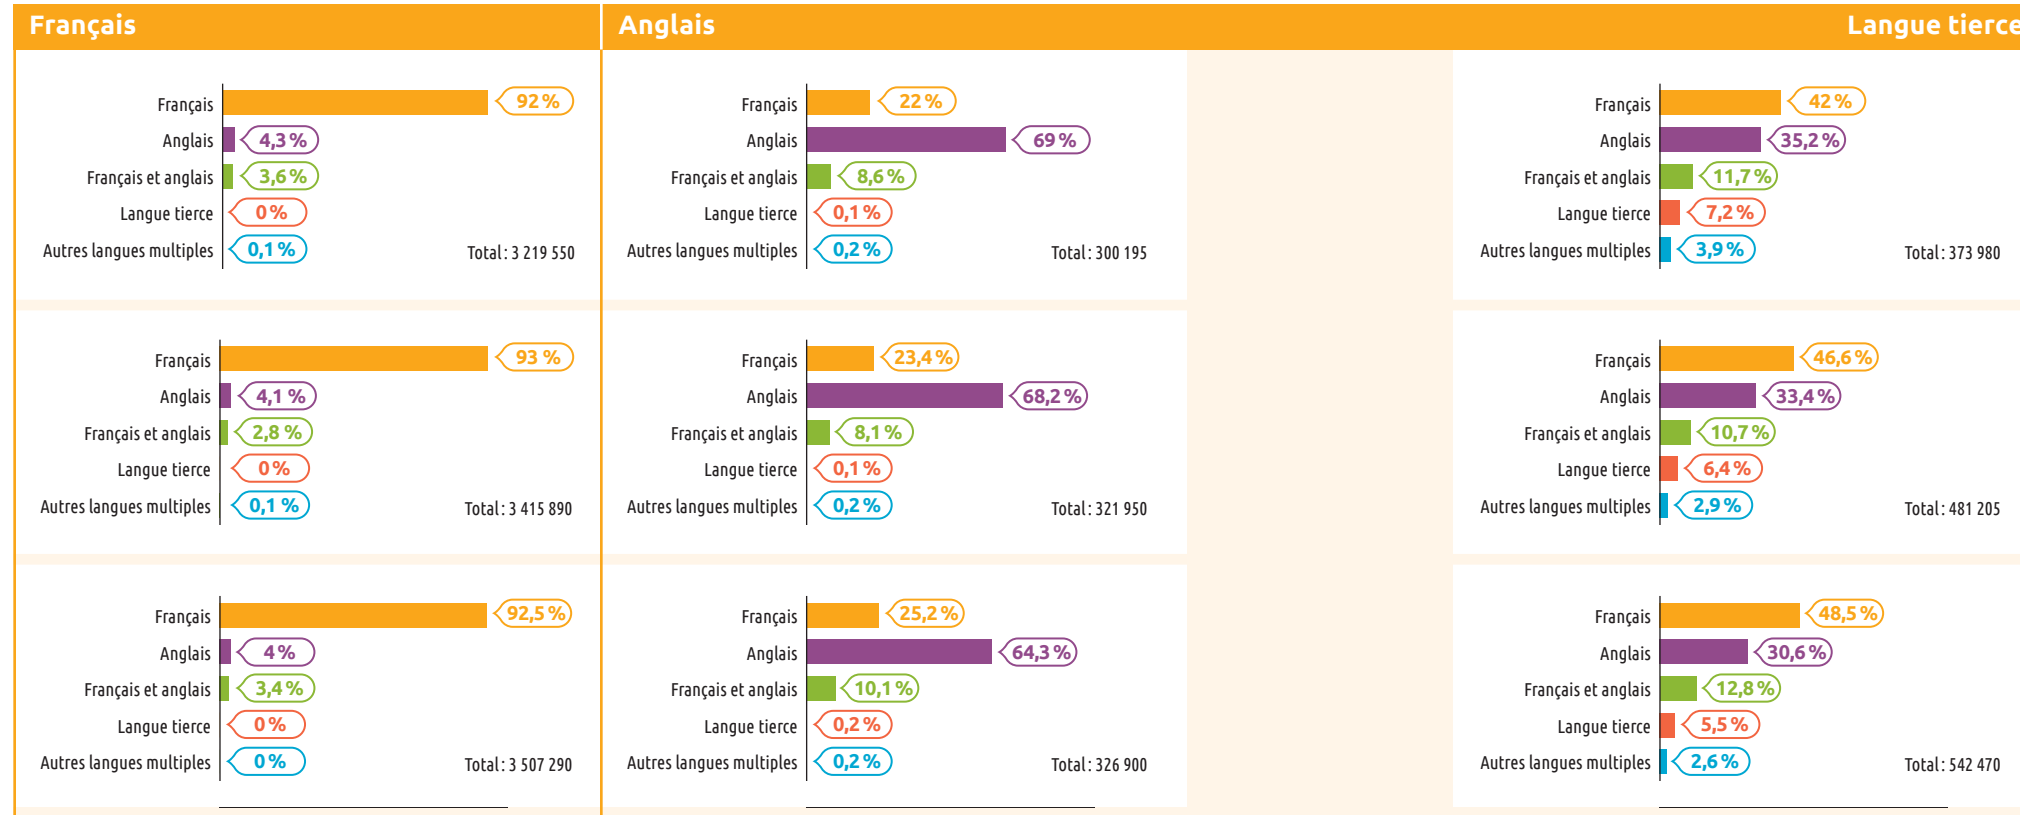 Français
Anglais
Langue tierce
Français 92 %
Anglais 4,3 %
Français et anglais 3,6 %
Langue tierce 0 %
Autres langues multiples 0,1 %
Total : 3 219 550
Français 22 %
Anglais 69 %
Français et anglais 8,6 %
Langue tierce 0,1 %
Autres langues multiples 0,2 %
Total : 300 195
Français 42 %
Anglais 35,2 %
Français et anglais 11,7 %
Langue tierce 7,2 %
Autres langues multiples 3,9 %
Total : 373 980
Français 93 %
Anglais 4,1 %
Français et anglais 2,8 %
Langue tierce 0 %
Autres langues multiples 0,1 %
Total : 3 415 890
Français 23,4 %
Anglais 68,2 %
Français et anglais 8,1 %
Langue tierce 0,1 %
Autres langues multiples 0,2 %
Total : 321 950
Français 46,6 %
Anglais 33,4 %
Français et anglais 10,7 %
Langue tierce 6,4 %
Autres langues multiples 2,9 %
Total : 481 205
Français 92,5 %
Anglais 4 %
Français et anglais 3,4 %
Langue tierce 0 %
Autres langues multiples 0 %
Total : 3 507 290
Français 25,2 %
Anglais 64,3 %
Français et anglais 10,1 %
Langue tierce 0,2 %
Autres langues multiples 0,2 %
Total : 326 900
Français 48,5 %
Anglais 30,6 %
Français et anglais 12,8 %
Langue tierce 5,5 %
Autres langues multiples 2,6 %
Total : 542 470